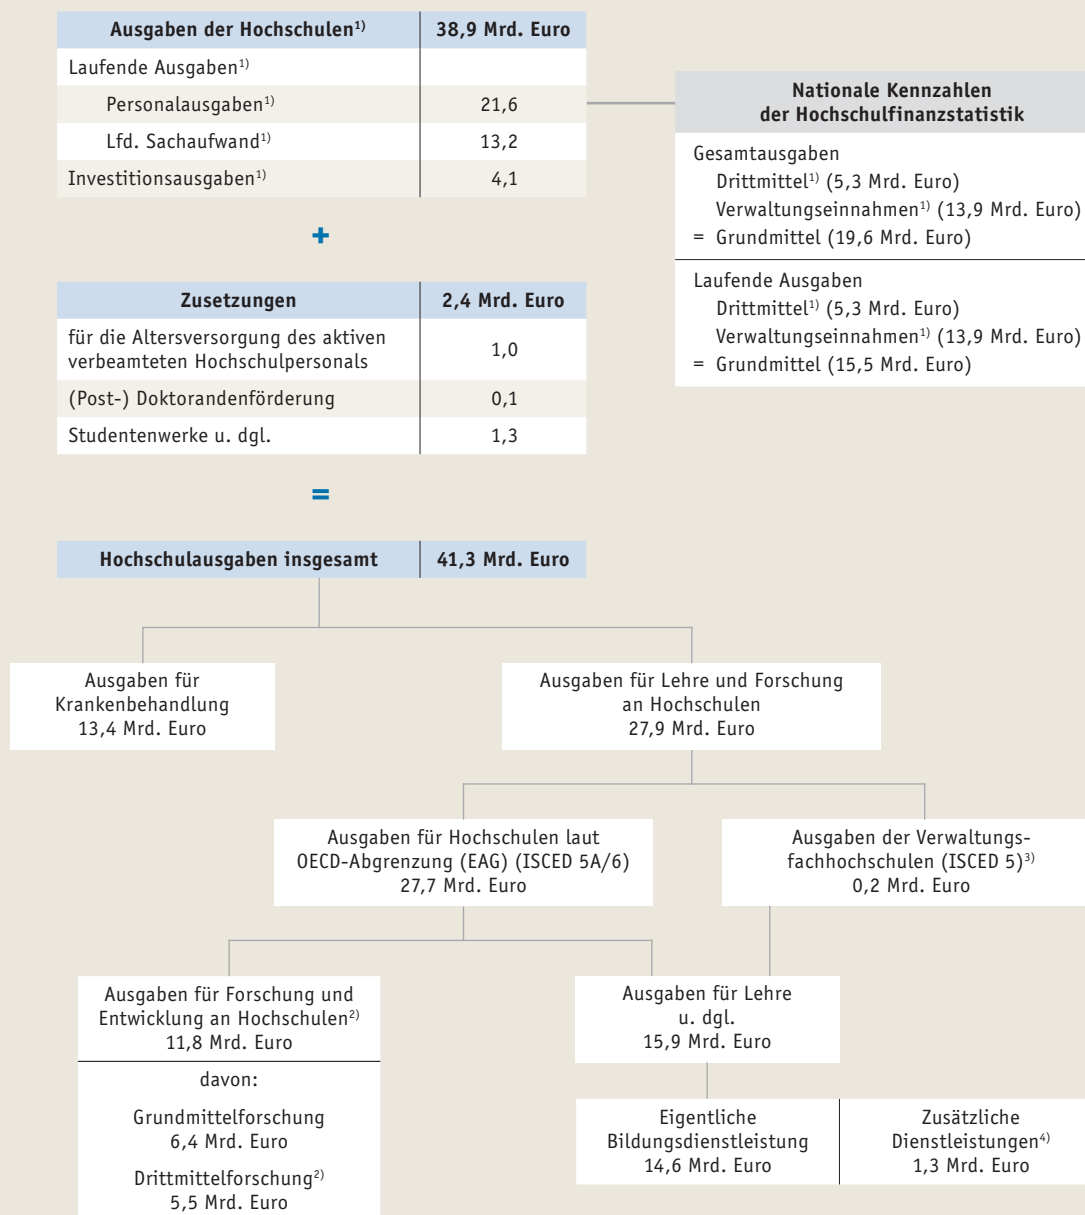 Ausgaben der Hochschulen1) 38,9 Mrd. Euro
Laufende Ausgaben1)
Personalausgaben1) 21,6
Lfd. Sachaufwand1) 13,2
Investitionsausgaben1) 4,1
+
Zusetzungen 2,4 Mrd. Euro
für die Altersversorgung des aktiven
verbeamteten Hochschulpersonals 1,0
(Post-) Doktorandenförderung 0,1
Studentenwerke u. dgl. 1,3
=
Hochschulausgaben insgesamt 41,3 Mrd. Euro
Nationale Kennzahlen
der Hochschulfinanzstatistik
Gesamtausgaben
Drittmittel1) (5,3 Mrd. Euro)
Verwaltungseinnahmen1) (13,9 Mrd. Euro)
= Grundmittel (19,6 Mrd. Euro)
Laufende Ausgaben
Drittmittel1) (5,3 Mrd. Euro)
Verwaltungseinnahmen1) (13,9 Mrd. Euro)
= Grundmittel (15,5 Mrd. Euro)
Ausgaben für
Krankenbehandlung
13,4 Mrd. Euro
Ausgaben für Lehre und Forschung
an Hochschulen
27,9 Mrd. Euro
Ausgaben für Hochschulen laut
OECD-Abgrenzung (EAG) (ISCED 5A/6)
27,7 Mrd. Euro
Ausgaben der Verwaltungs-
fachhochschulen (ISCED 5)3)
0,2 Mrd. Euro
Ausgaben für Forschung und
Entwicklung an Hochschulen2)
11,8 Mrd. Euro
davon:
Grundmittelforschung
6,4 Mrd. Euro
Drittmittelforschung2)
5,5 Mrd. Euro
Ausgaben für Lehre
u. dgl.
15,9 Mrd. Euro
Eigentliche
Bildungsdienstleistung
14,6 Mrd. Euro
Zusätzliche
Dienstleistungen4)
1,3 Mrd. Euro